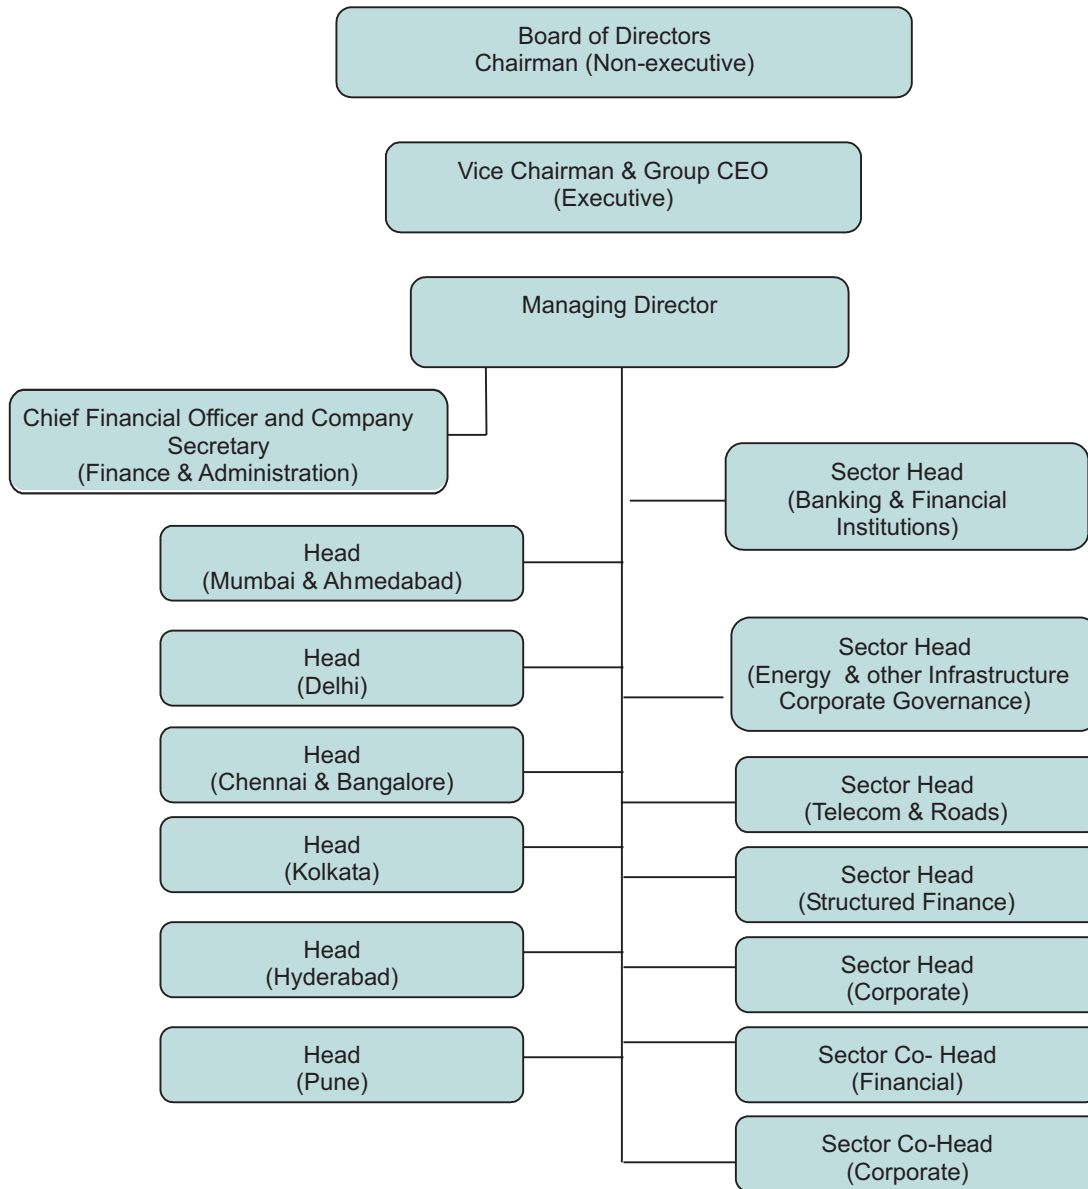 Board of Directors
Chairman (Non-executive)
Vice Chairman & Group CEO
(Executive)
Managing Director
Chief Financial Officer and Company
Secretary
(Finance & Administration)
Sector Head
(Banking & Financial
Institutions)
Head
(Mumbai & Ahmedabad)
Sector Head
(Energy & other Infrastructure
Corporate Governance)
Head
(Delhi)
Head
(Chennai & Bangalore)
Sector Head
(Telecom & Roads)
Head
(Kolkata)
Sector Head
(Structured Finance)
Head
(Hyderabad)
Sector Head
(Corporate)
Head
(Pune)
Sector Co- Head
(Financial)
Sector Co-Head
(Corporate)